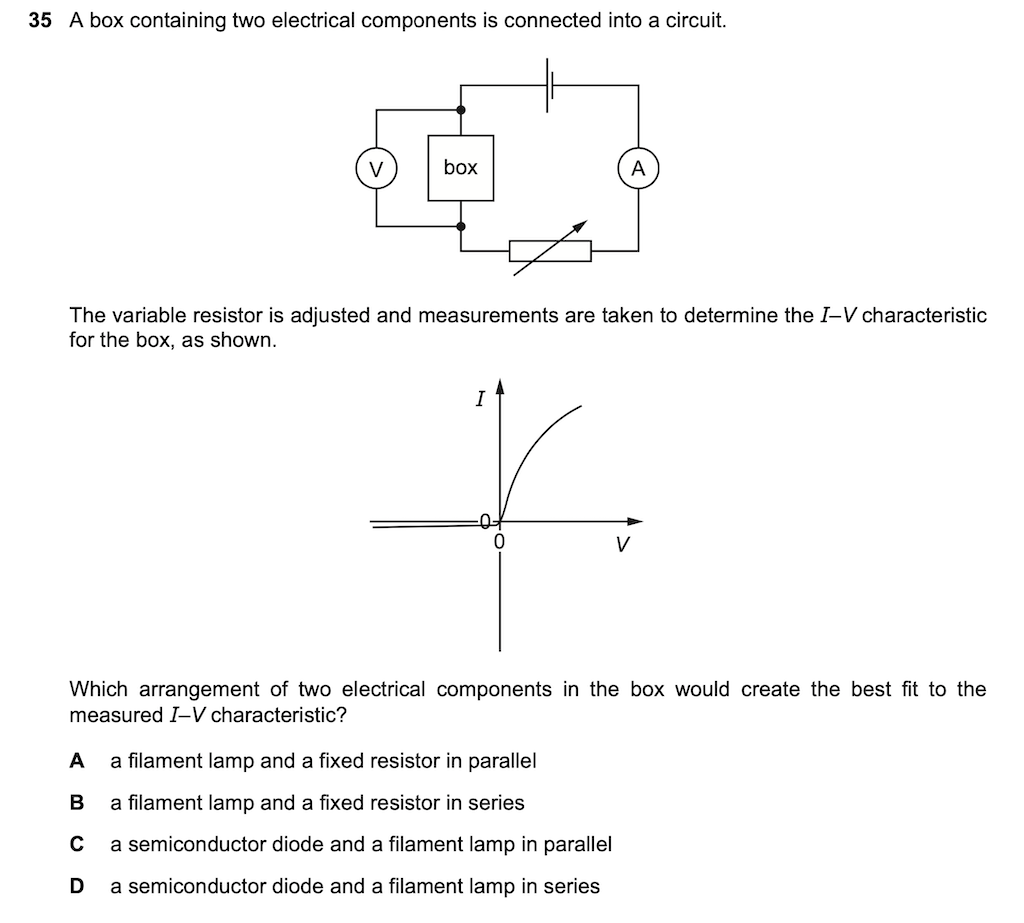 35 A box containing two electrical components is connected into a circuit.
V
box
A
The variable resistor is adjusted and measurements are taken to determine the I–V characteristic
for the box, as shown.
I
0
0
V
Which arrangement of two electrical components in the box would create the best fit to the
measured I–V characteristic?
A a filament lamp and a fixed resistor in parallel
B a filament lamp and a fixed resistor in series
C a semiconductor diode and a filament lamp in parallel
D a semiconductor diode and a filament lamp in series